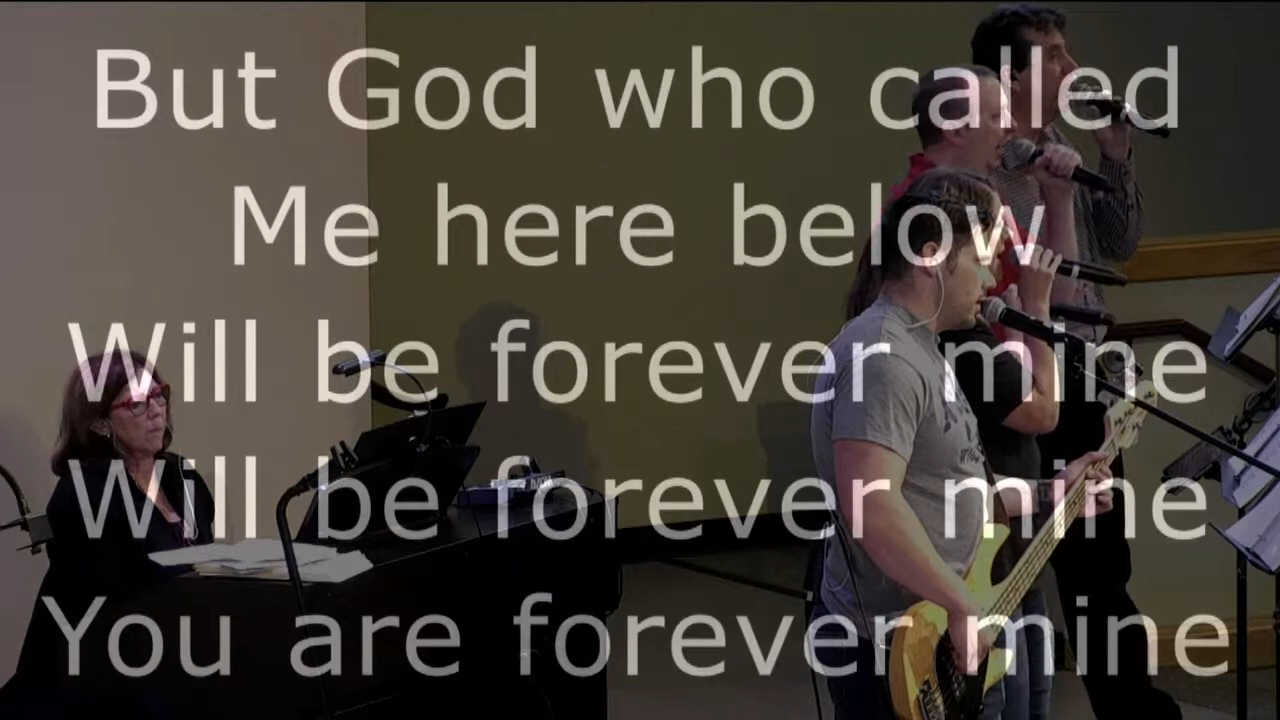 But God who called
Me here below
Will be forever mine
Will be forever mine
You are forever mine